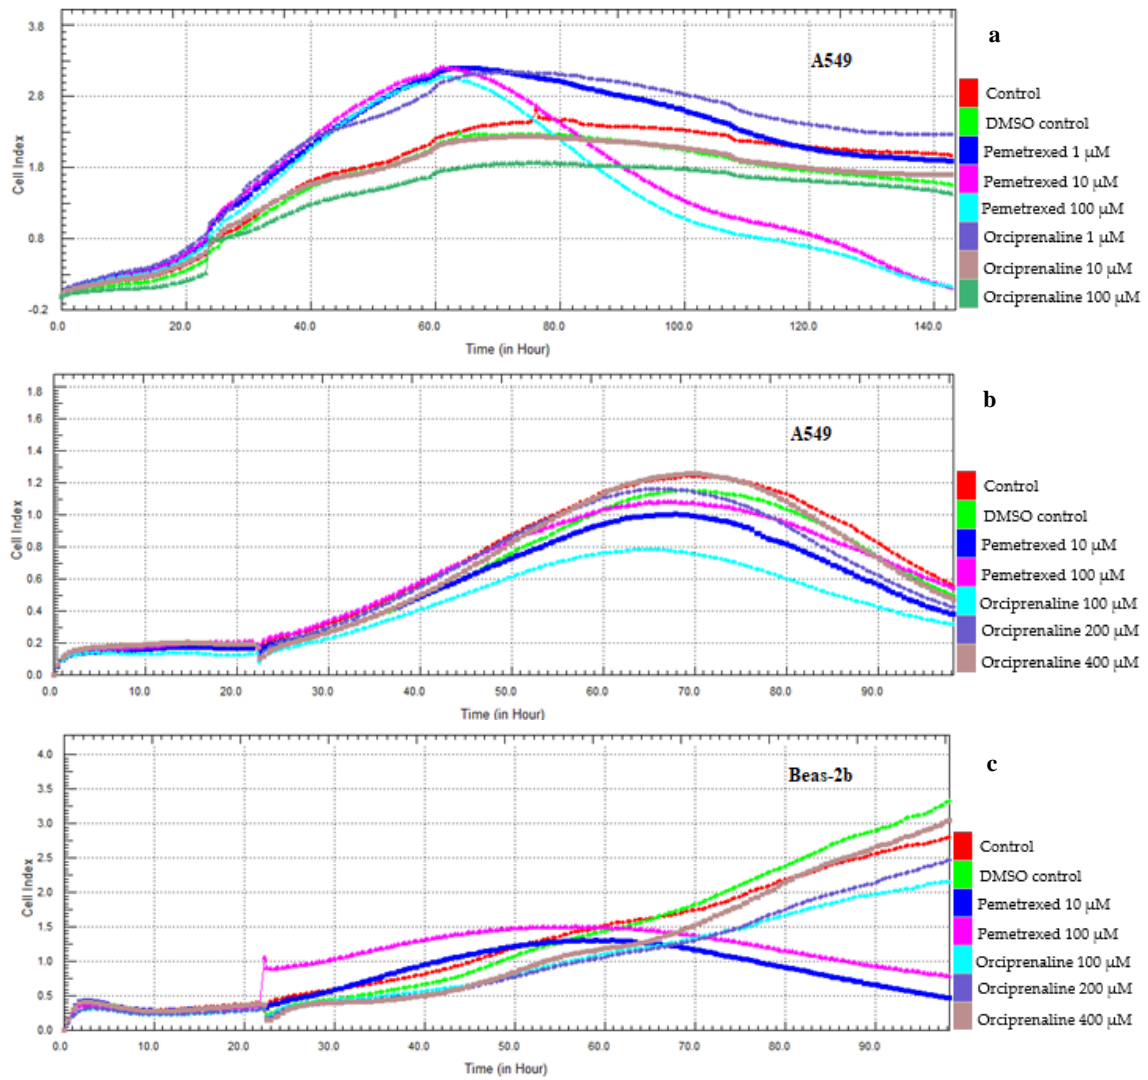 a
A549
3.8
2.8
1.8
0.8
-0.2
Cell Index
0.0 20.0 40.0 60.0 80.0 100.0 120.0 140.0
Time (in Hour)
Control
DMSO control
Pemetrexed 1 µM
Pemetrexed 10 µM
Pemetrexed 100 µM
Orciprenaline 1 µM
Orciprenaline 10 µM
Orciprenaline 100 µM
b
A549
1.8
1.6
1.4
1.2
1.0
0.8
0.6
0.4
0.2
0.0
Cell Index
0.0 10.0 20.0 30.0 40.0 50.0 60.0 70.0 80.0 90.0
Time (in Hour)
Control
DMSO control
Pemetrexed 10 µM
Pemetrexed 100 µM
Orciprenaline 100 µM
Orciprenaline 200 µM
Orciprenaline 400 µM
c
Beas-2b
4.0
3.5
3.0
2.5
2.0
1.5
1.0
0.5
0.0
Cell Index
0.0 10.0 20.0 30.0 40.0 50.0 60.0 70.0 80.0 90.0
Time (in Hour)
Control
DMSO control
Pemetrexed 10 µM
Pemetrexed 100 µM
Orciprenaline 100 µM
Orciprenaline 200 µM
Orciprenaline 400 µM